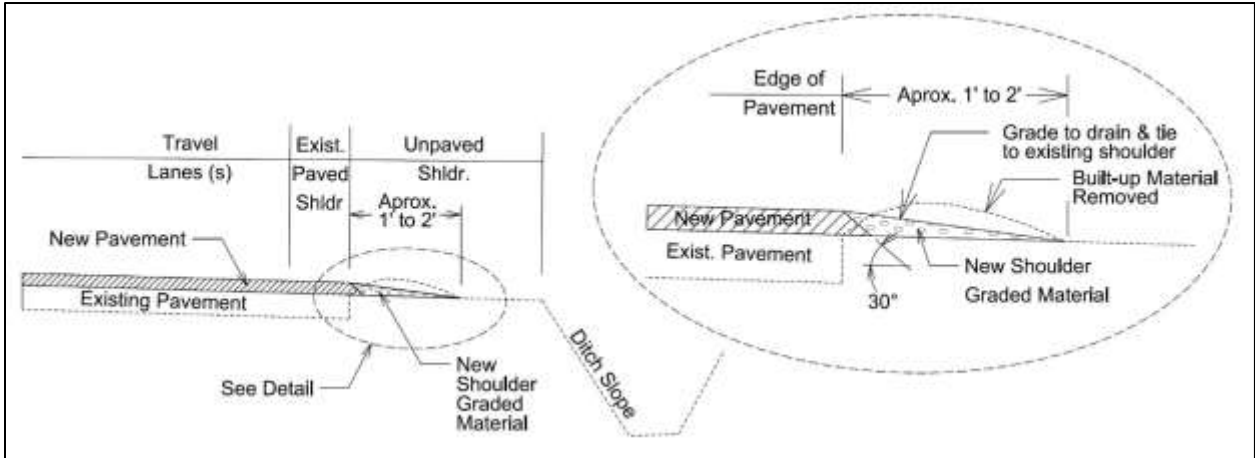 Travel
Lanes (s)
Exist.
Paved
Shldr
Unpaved
Shldr.
Aprox.
1' to 2'
New Pavement
Existing Pavement
See Detail
New
Shoulder
Graded
Material
Ditch Slope
Edge of
Pavement
Aprox. 1' to 2'
Grade to drain & tie
to existing shoulder
Built-up Material
Removed
New Pavement
Exist. Pavement
New Shoulder
Graded Material
30°